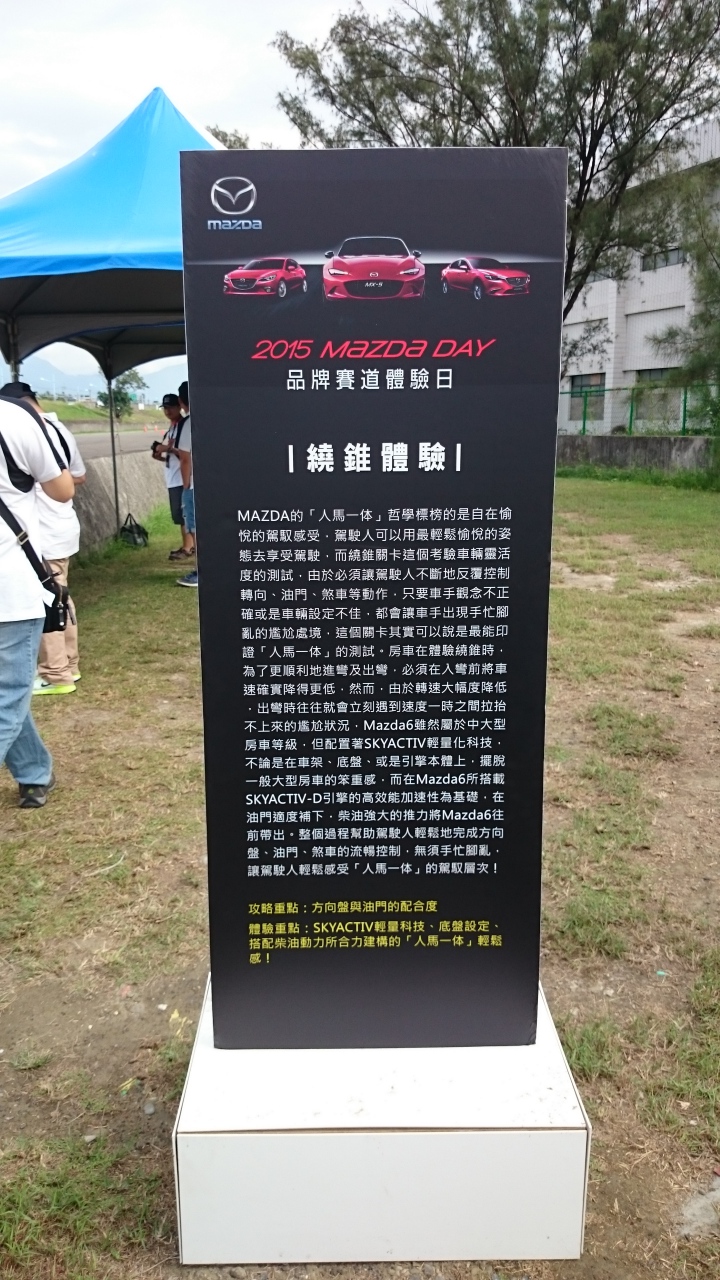 mazda
MX-5
2015 Mazda DAY
品牌賽道體驗日
|繞錐體驗|
MAZDA的「人馬一体」哲學標榜的是自在愉
悅的駕馭感受，駕駛人可以用最輕鬆愉悅的姿
態去享受駕駛，而繞錐關卡這個考驗車輛靈活
度的測試，由於必須讓駕駛人不斷地反覆控制
轉向、油門、煞車等動作，只要車手觀念不正
確或是車輛設定不佳，都會讓車手出現手忙腳
亂的尷尬處境，這個關卡其實可以說是最能印
證「人馬一体」的測試。房車在體驗繞錐時，
為了更順利地進彎及出彎，必須在入彎前將車
速確實降得更低，然而，由於轉速大幅度降低
，出彎時往往就會立刻遇到速度一時之間拉抬
不上來的尷尬狀況，Mazda6雖然屬於中大型
房車等級，但配置著SKYACTIV輕量化科技，
不論是在車架、底盤、或是引擎本體上，擺脫
一般大型房車的笨重感，而在Mazda6所搭載
SKYACTIV-D引擎的高效能加速性為基礎，在
油門適度補下，柴油強大的推力將Mazda6往
前帶出。整個過程幫助駕駛人輕鬆地完成方向
盤、油門、煞車的流暢控制，無須手忙腳亂，
讓駕駛人輕鬆感受「人馬一体」的駕馭層次！
攻略重點：方向盤與油門的配合度
體驗重點：SKYACTIV輕量科技、底盤設定、
搭配柴油動力所合力建構的「人馬一体」輕鬆
感！